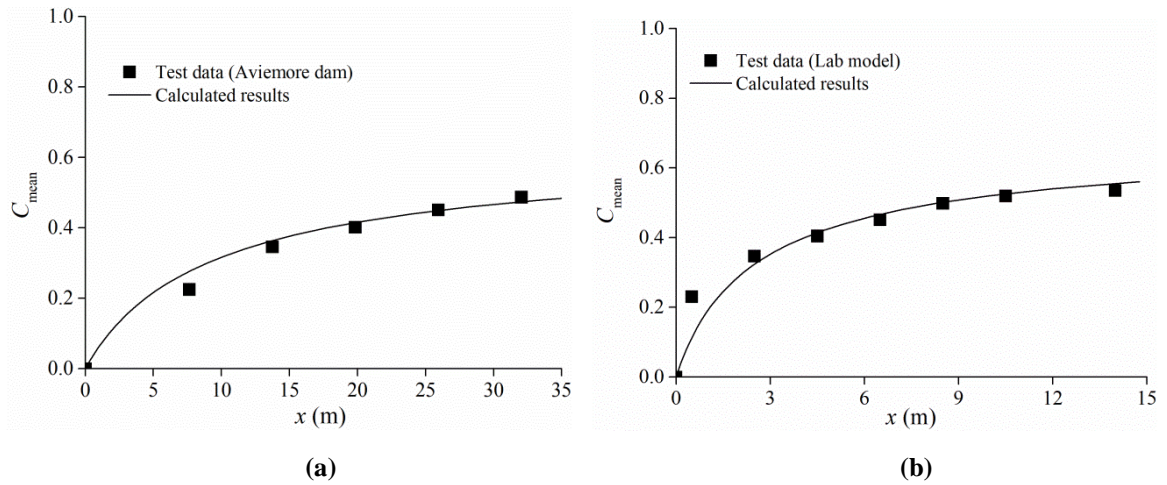 1.0
0.8
0.6
0.4
0.2
0.0
C mean
Test data (Aviemore dam)
Calculated results
0 5 10 15 20 25 30 35
x (m)
(a)
1.0
0.8
0.6
0.4
0.2
0.0
C mean
Test data (Lab model)
Calculated results
0 3 6 9 12 15
x (m)
(b)